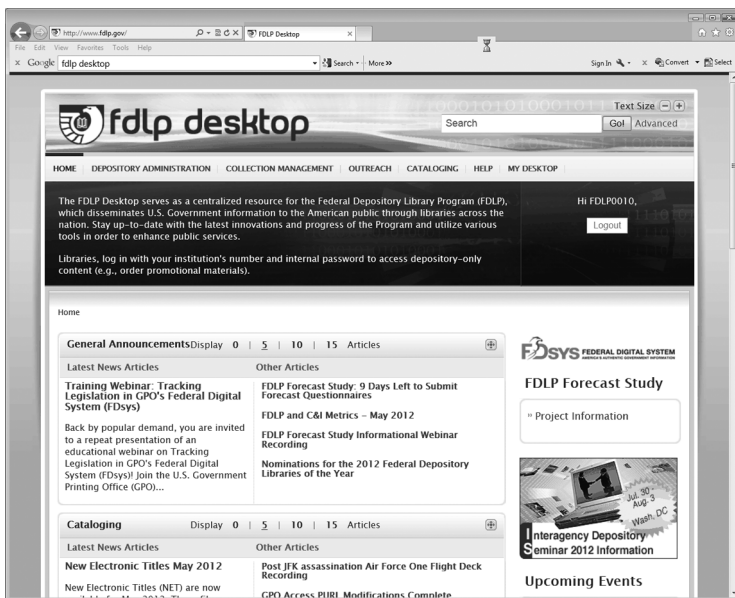 http://www.fdlp.gov/
FDLP Desktop
File Edit View Favorites Tools Help
x Google fdlp desktop Search More >> Sign In x Convert Select
fdlp desktop
Text Size
Search Go! Advanced
HOME DEPOSITORY ADMINISTRATION COLLECTION MANAGEMENT OUTREACH CATALOGING HELP MY DESKTOP
The FDLP Desktop serves as a centralized resource for the Federal Depository Library Program (FDLP),
which disseminates U.S. Government information to the American public through libraries across the
nation. Stay up-to-date with the latest innovations and progress of the Program and utilize various
tools in order to enhance public services.
Libraries, log in with your institution's number and internal password to access depository-only
content (e.g., order promotional materials).
Hi FDLP0010,
Logout
Home
General Announcements Display 0 | 5 | 10 | 15 Articles
Latest News Articles
Training Webinar: Tracking
Legislation in GPO's Federal Digital
System (FDsys)
Back by popular demand, you are invited
to a repeat presentation of an
educational webinar on Tracking
Legislation in GPO's Federal Digital
System (FDsys)! Join the U.S. Government
Printing Office (GPO)...
Other Articles
FDLP Forecast Study: 9 Days Left to Submit
Forecast Questionnaires
FDLP and C&I Metrics - May 2012
FDLP Forecast Study Informational Webinar
Recording
Nominations for the 2012 Federal Depository
Libraries of the Year
Cataloging Display 0 | 5 | 10 | 15 Articles
Latest News Articles
New Electronic Titles May 2012
New Electronic Titles (NET) are now
Other Articles
Post JFK assassination Air Force One Flight Deck
Recording
GPO Access PURL Modifications Complete
FDsys FEDERAL DIGITAL SYSTEM
AMERICA'S AUTHENTIC GOVERNMENT INFORMATION
FDLP Forecast Study
» Project Information
Jul. 30 -
Aug. 3
Wash, DC
Interagency Depository
Seminar 2012 Information
Upcoming Events